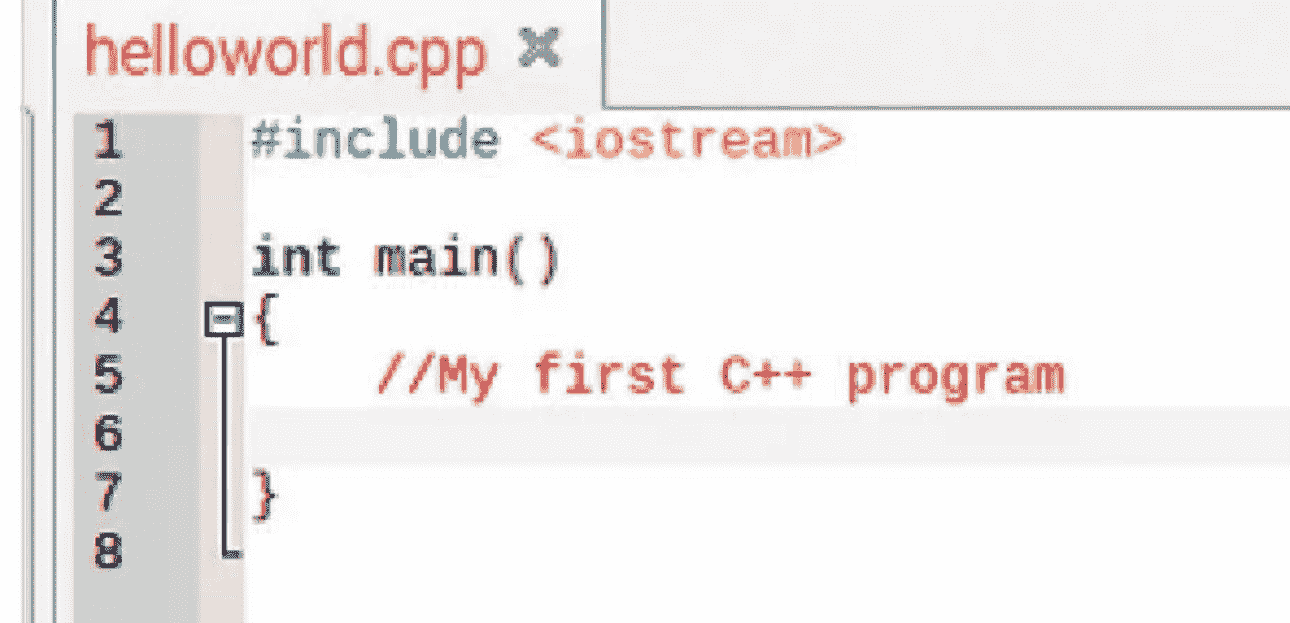 helloworld.cpp
1 #include <iostream>
2
3 int main()
4 {
5     //My first C++ program
6
7 }
8